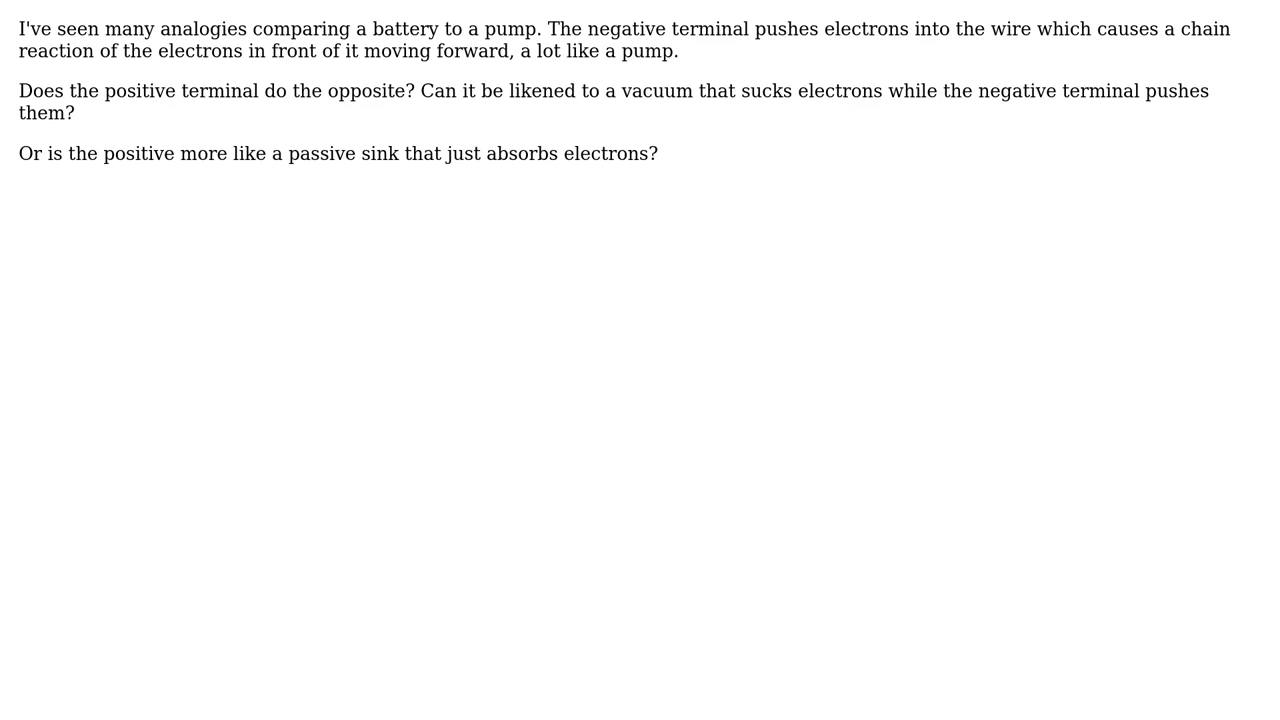 I've seen many analogies comparing a battery to a pump. The negative terminal pushes electrons into the wire which causes a chain
reaction of the electrons in front of it moving forward, a lot like a pump.
Does the positive terminal do the opposite? Can it be likened to a vacuum that sucks electrons while the negative terminal pushes
them?
Or is the positive more like a passive sink that just absorbs electrons?